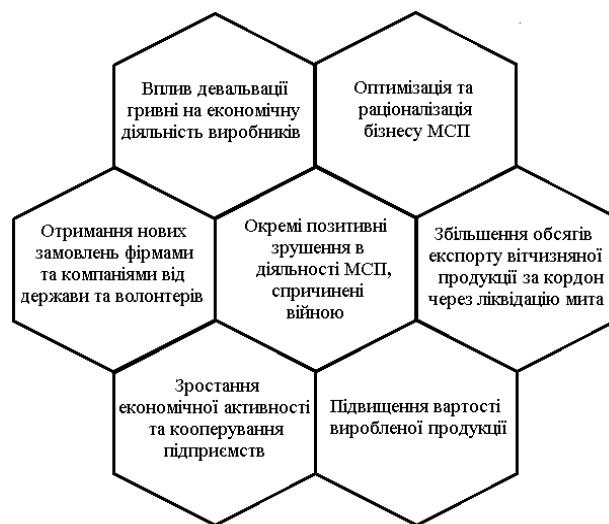 Вплив девальвації
гривні на економічну
діяльність виробників
Оптимізація та
раціоналізація
бізнесу МСП
Отримання нових
замовлень фірмами
та компаніями від
держави та волонтерів
Окремі позитивні
зрушення в
діяльності МСП,
спричинені
війною
Збільшення обсягів
експорту вітчизняної
продукції за кордон
через ліквідацію мита
Зростання
економічної активності
та кооперування
підприємств
Підвищення вартості
виробленої продукції